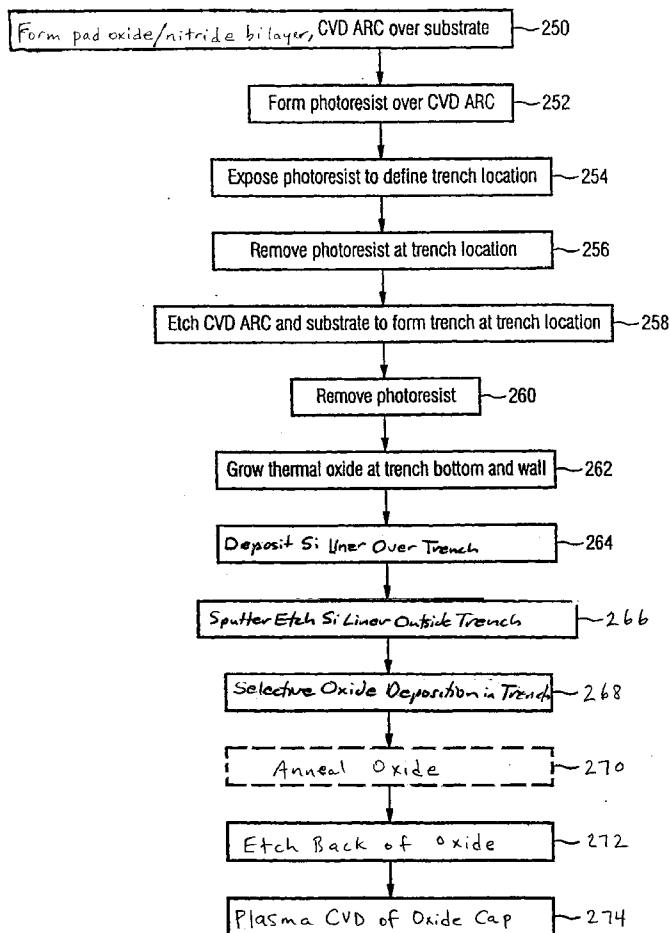 Form pad oxide/nitride bilayer, CVD ARC over substrate 250
Form photoresist over CVD ARC 252
Expose photoresist to define trench location 254
Remove photoresist at trench location 256
Etch CVD ARC and substrate to form trench at trench location 258
Remove photoresist 260
Grow thermal oxide at trench bottom and wall 262
Deposit Si Liner Over Trench 264
Sputter Etch Si Liner Outside Trench 266
Selective Oxide Deposition in Trench 268
Anneal Oxide 270
Etch Back of Oxide 272
Plasma CVD of Oxide Cap 274